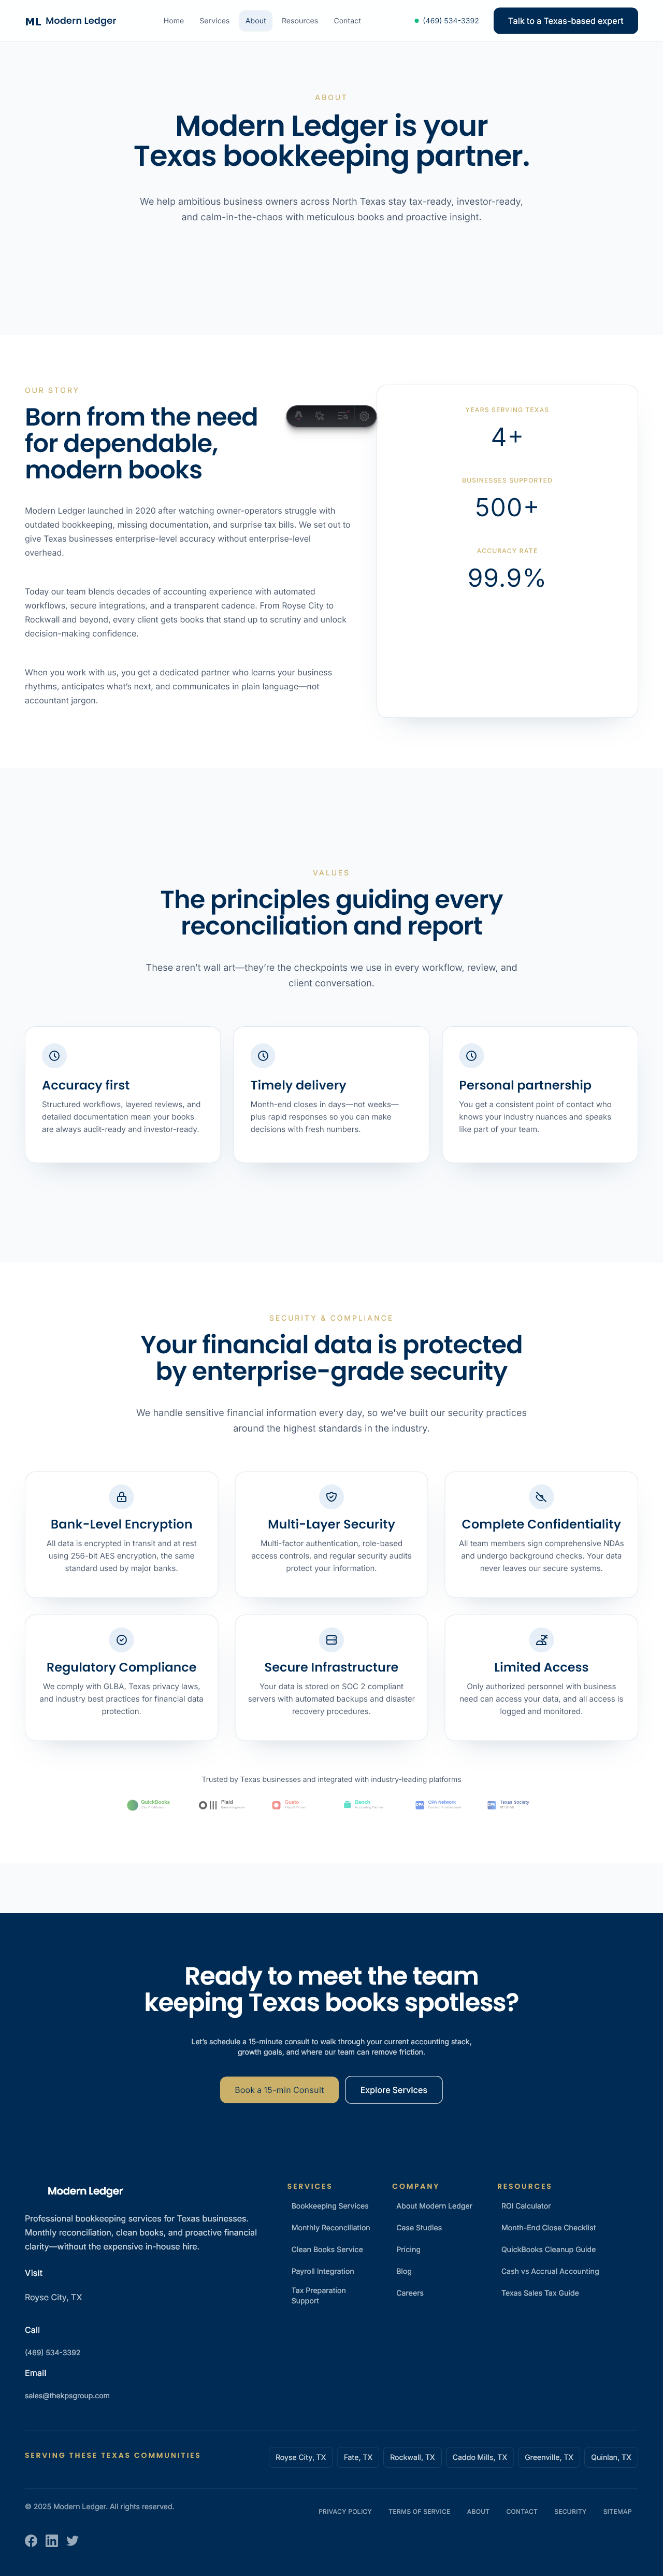 ML Modern Ledger
Home
Services
About
Resources
Contact
(469) 534-3392
Talk to a Texas-based expert
ABOUT
Modern Ledger is your
Texas bookkeeping partner.
We help ambitious business owners across North Texas stay tax-ready, investor-ready,
and calm-in-the-chaos with meticulous books and proactive insight.
OUR STORY
Born from the need
for dependable,
modern books
Modern Ledger launched in 2020 after watching owner-operators struggle with
outdated bookkeeping, missing documentation, and surprise tax bills. We set out to
give Texas businesses enterprise-level accuracy without enterprise-level
overhead.
Today our team blends decades of accounting experience with automated
workflows, secure integrations, and a transparent cadence. From Royse City to
Rockwall and beyond, every client gets books that stand up to scrutiny and unlock
decision-making confidence.
When you work with us, you get a dedicated partner who learns your business
rhythms, anticipates what's next, and communicates in plain language—not
accountant jargon.
YEARS SERVING TEXAS
4+
BUSINESSES SUPPORTED
500+
ACCURACY RATE
99.9%
VALUES
The principles guiding every
reconciliation and report
These aren't wall art—they're the checkpoints we use in every workflow, review, and
client conversation.
Accuracy first
Structured workflows, layered reviews, and
detailed documentation mean your books
are always audit-ready and investor-ready.
Timely delivery
Month-end closes in days—not weeks—
plus rapid responses so you can make
decisions with fresh numbers.
Personal partnership
You get a consistent point of contact who
knows your industry nuances and speaks
like part of your team.
SECURITY & COMPLIANCE
Your financial data is protected
by enterprise-grade security
We handle sensitive financial information every day, so we've built our security practices
around the highest standards in the industry.
Bank-Level Encryption
All data is encrypted in transit and at rest
using 256-bit AES encryption, the same
standard used by major banks.
Multi-Layer Security
Multi-factor authentication, role-based
access controls, and regular security audits
protect your information.
Complete Confidentiality
All team members sign comprehensive NDAs
and undergo background checks. Your data
never leaves our secure systems.
Regulatory Compliance
We comply with GLBA, Texas privacy laws,
and industry best practices for financial data
protection.
Secure Infrastructure
Your data is stored on SOC 2 compliant
servers with automated backups and disaster
recovery procedures.
Limited Access
Only authorized personnel with business
need can access your data, and all access is
logged and monitored.
Trusted by Texas businesses and integrated with industry-leading platforms
QuickBooks
Plaid
Gusto
Bench
CPA Network
Texas Society
of CPAs
Ready to meet the team
keeping Texas books spotless?
Let's schedule a 15-minute consult to walk through your current accounting stack,
growth goals, and where our team can remove friction.
Book a 15-min Consult
Explore Services
Modern Ledger
Professional bookkeeping services for Texas businesses.
Monthly reconciliation, clean books, and proactive financial
clarity—without the expensive in-house hire.
Visit
Royse City, TX
Call
(469) 534-3392
Email
sales@thekpsgroup.com
SERVICES
Bookkeeping Services
Monthly Reconciliation
Clean Books Service
Payroll Integration
Tax Preparation
Support
COMPANY
About Modern Ledger
Case Studies
Pricing
Blog
Careers
RESOURCES
ROI Calculator
Month-End Close Checklist
QuickBooks Cleanup Guide
Cash vs Accrual Accounting
Texas Sales Tax Guide
SERVING THESE TEXAS COMMUNITIES
Royse City, TX
Fate, TX
Rockwall, TX
Caddo Mills, TX
Greenville, TX
Quinlan, TX
© 2025 Modern Ledger. All rights reserved.
PRIVACY POLICY
TERMS OF SERVICE
ABOUT
CONTACT
SECURITY
SITEMAP